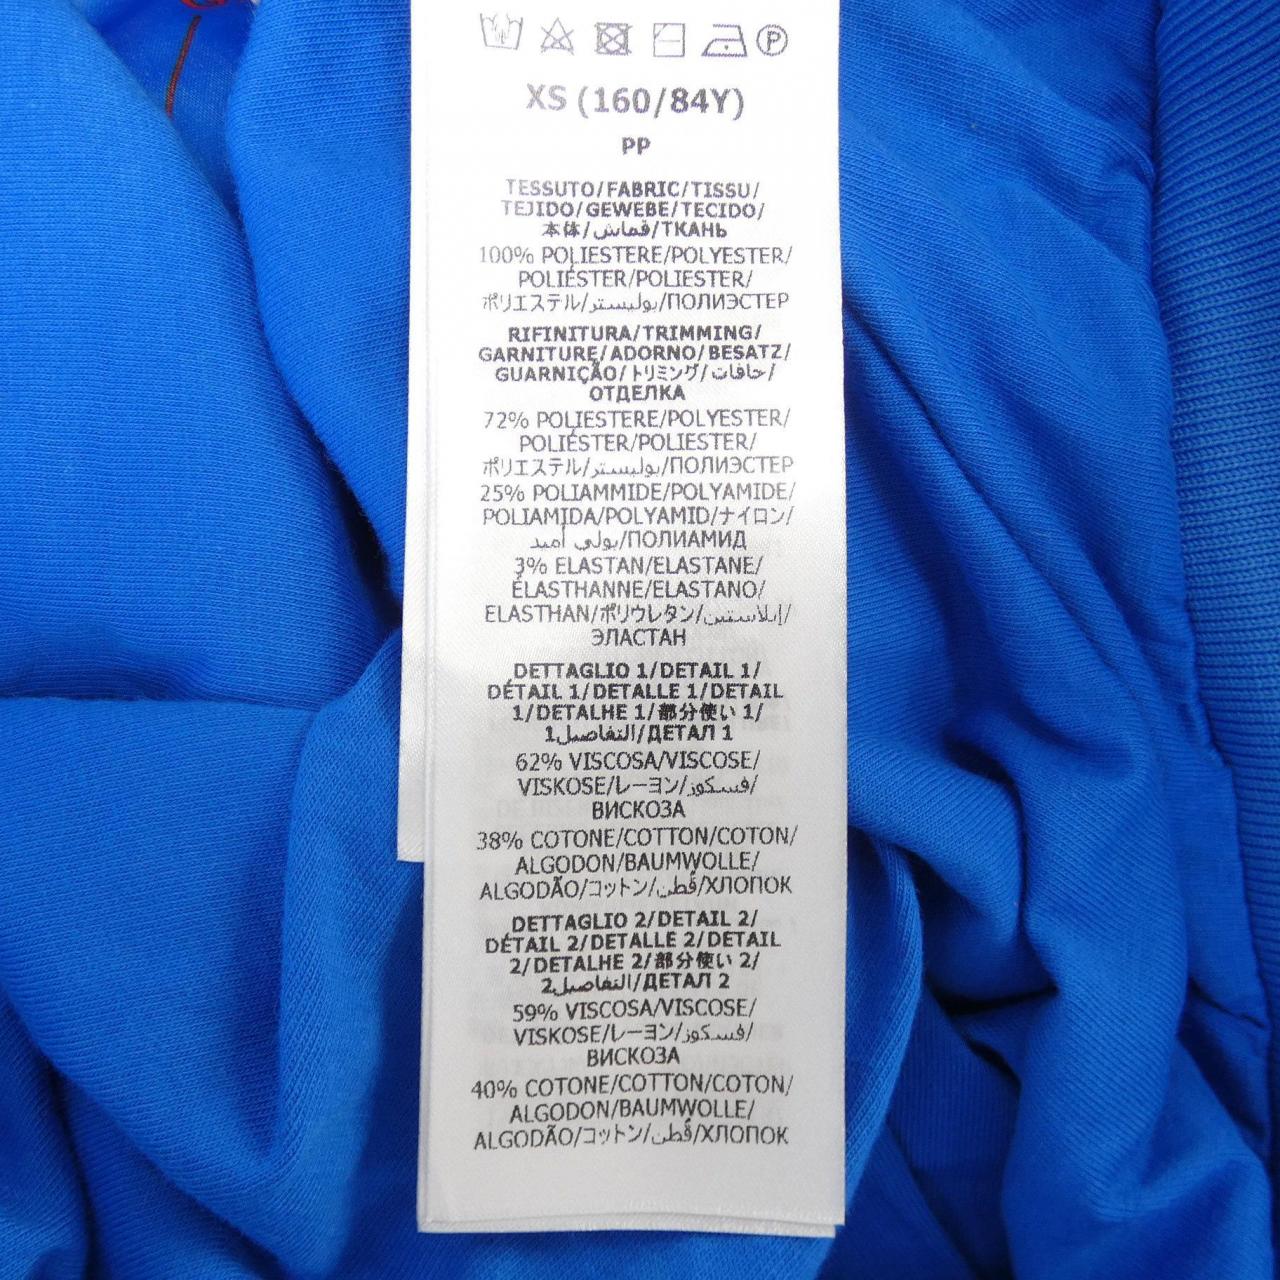 XS (160/84Y)
PP
TESSUTO/FABRIC/TISSU/
TEJIDO/GEWEBE/TECIDO/
本体/قماش/ТКАНЬ
100% POLIESTERE/POLYESTER/
POLIÉSTER/POLIESTER/
ポリエステル/بوليستر/ПОЛИЭСТЕР
RIFINITURA/TRIMMING/
GARNITURE/ADORNO/BESATZ/
GUARNIÇÃO/トリミング/حافات/
ОТДЕЛКА
72% POLIESTERE/POLYESTER/
POLIÉSTER/POLIESTER/
ポリエステル/بوليستر/ПОЛИЭСТЕР
25% POLIAMMIDE/POLYAMIDE/
POLIAMIDA/POLYAMID/ナイロン/
بولي أميد/ПОЛИАМИД
3% ELASTAN/ELASTANE/
ÉLASTHANNE/ELASTANO/
ELASTHAN/ポリウレタン/إيلاستين/
ЭЛАСТАН
DETTAGLIO 1/DETAIL 1/
DÉTAIL 1/DETALLE 1/DETAIL
1/DETALHE 1/部分使い 1/
التفاصيل1/ДЕТАЛ 1
62% VISCOSA/VISCOSE/
VISKOSE/レーヨン/فسكوز/
ВИСКОЗА
38% COTONE/COTTON/COTON/
ALGODON/BAUMWOLLE/
ALGODÃO/コットン/قطن/ХЛОПОК
DETTAGLIO 2/DETAIL 2/
DÉTAIL 2/DETALLE 2/DETAIL
2/DETALHE 2/部分使い 2/
التفاصيل2/ДЕТАЛ 2
59% VISCOSA/VISCOSE/
VISKOSE/レーヨン/فسكوز/
ВИСКОЗА
40% COTONE/COTTON/COTON/
ALGODON/BAUMWOLLE/
ALGODÃO/コットン/قطن/ХЛОПОК